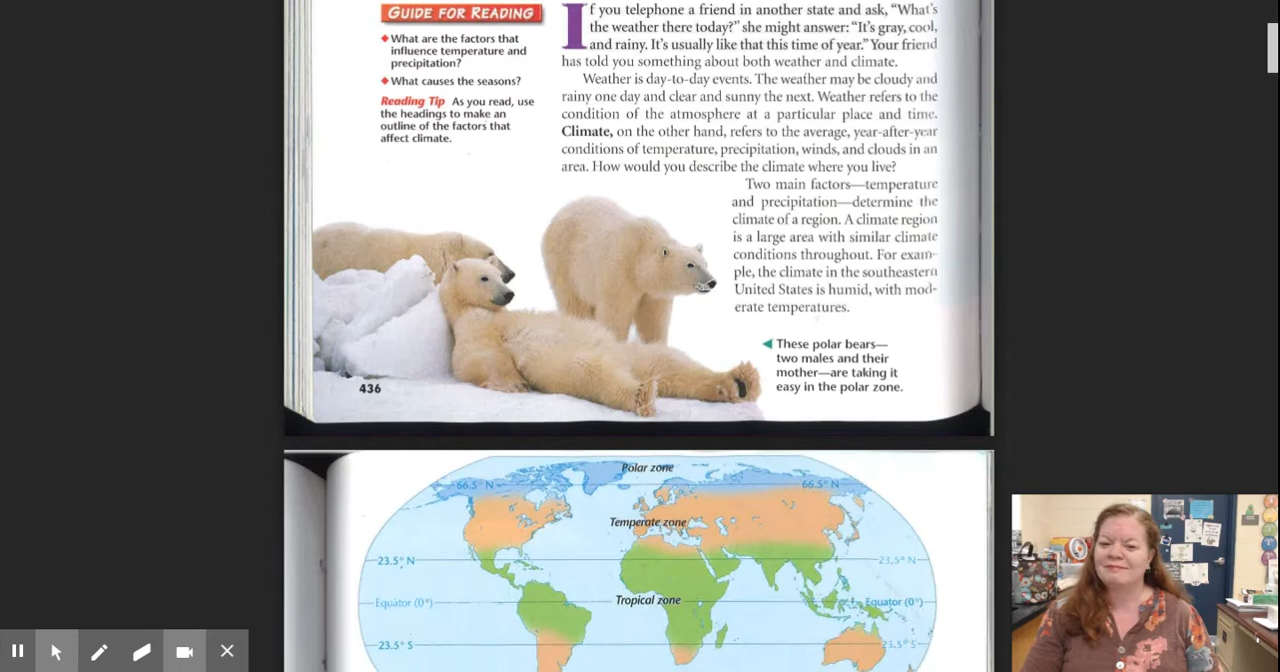 GUIDE FOR READING
◆ What are the factors that
influence temperature and
precipitation?
◆ What causes the seasons?
Reading Tip As you read, use
the headings to make an
outline of the factors that
affect climate.
If you telephone a friend in another state and ask, “What’s
the weather there today?” she might answer: “It’s gray, cool,
and rainy. It’s usually like that this time of year.” Your friend
has told you something about both weather and climate.
Weather is day-to-day events. The weather may be cloudy and
rainy one day and clear and sunny the next. Weather refers to the
condition of the atmosphere at a particular place and time.
Climate, on the other hand, refers to the average, year-after-year
conditions of temperature, precipitation, winds, and clouds in an
area. How would you describe the climate where you live?
Two main factors—temperature
and precipitation—determine the
climate of a region. A climate region
is a large area with similar climate
conditions throughout. For exam-
ple, the climate in the southeastern
United States is humid, with mod-
erate temperatures.
◀ These polar bears—
two males and their
mother—are taking it
easy in the polar zone.
436
Polar zone
66.5° N
66.5° N
Temperate zone
23.5° N
23.5° N
Tropical zone
Equator (0°)
Equator (0°)
23.5° S
23.5° S